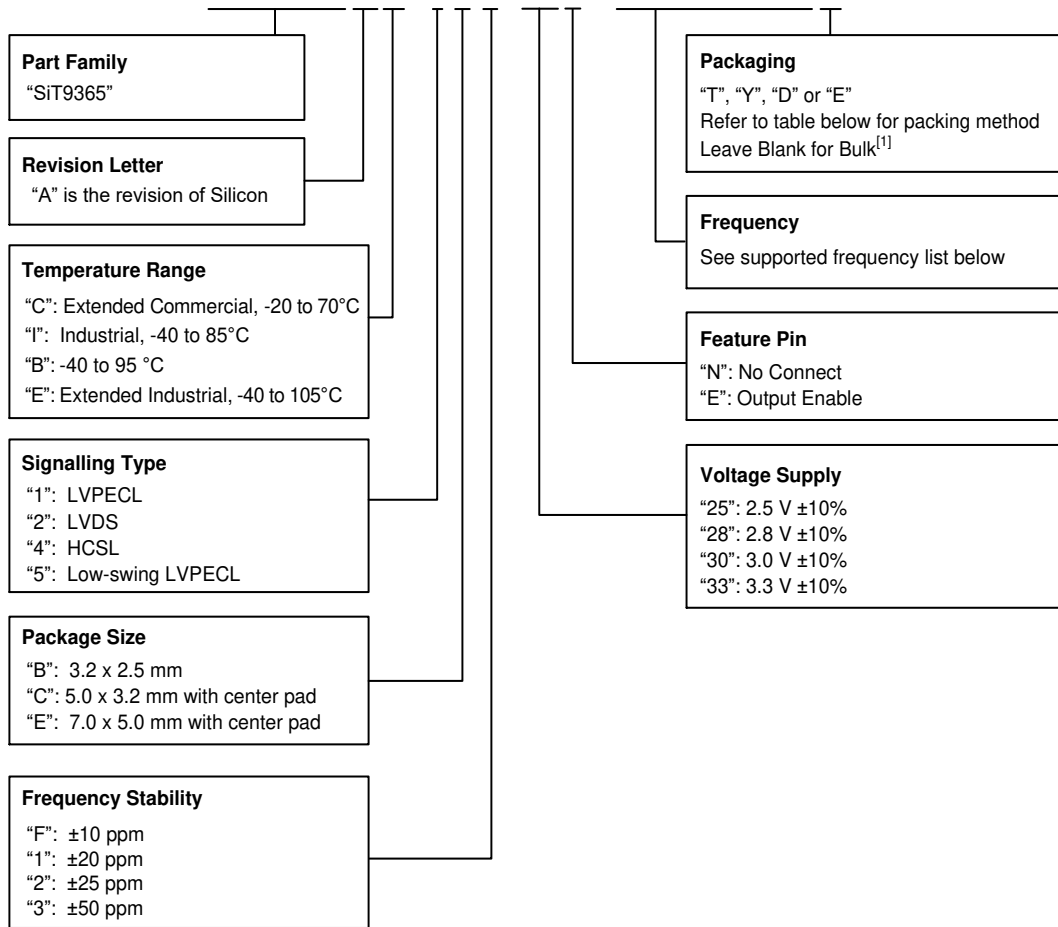 Part Family
“SiT9365”
Revision Letter
“A” is the revision of Silicon
Temperature Range
“C”: Extended Commercial, -20 to 70°C
“I”: Industrial, -40 to 85°C
“B”: -40 to 95 °C
“E”: Extended Industrial, -40 to 105°C
Signalling Type
“1”: LVPECL
“2”: LVDS
“4”: HCSL
“5”: Low-swing LVPECL
Package Size
“B”: 3.2 x 2.5 mm
“C”: 5.0 x 3.2 mm with center pad
“E”: 7.0 x 5.0 mm with center pad
Frequency Stability
“F”: ±10 ppm
“1”: ±20 ppm
“2”: ±25 ppm
“3”: ±50 ppm
Packaging
“T”, “Y”, “D” or “E”
Refer to table below for packing method
Leave Blank for Bulk[1]
Frequency
See supported frequency list below
Feature Pin
“N”: No Connect
“E”: Output Enable
Voltage Supply
“25”: 2.5 V ±10%
“28”: 2.8 V ±10%
“30”: 3.0 V ±10%
“33”: 3.3 V ±10%